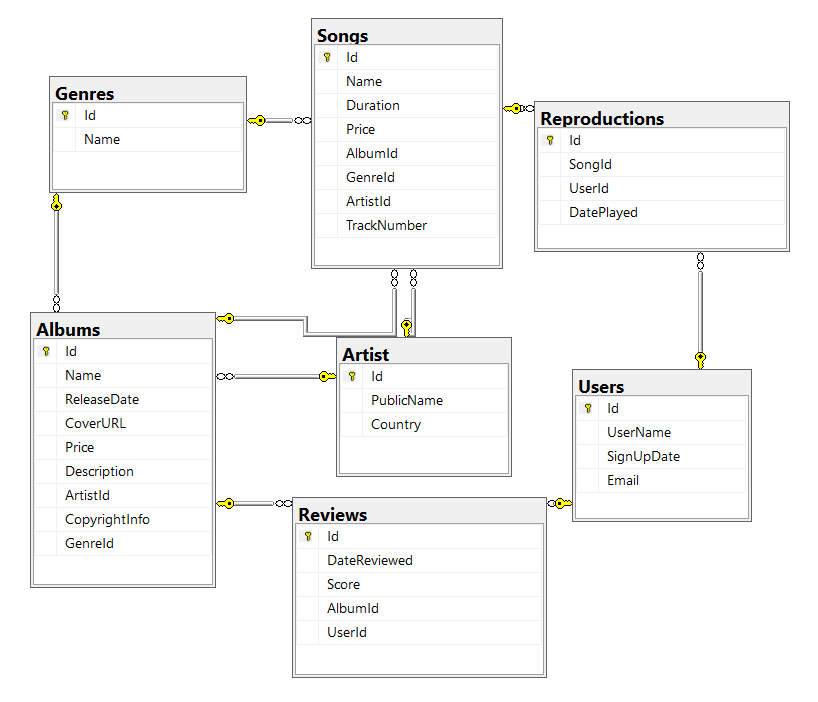 Songs
Id
Name
Duration
Price
AlbumId
GenreId
ArtistId
TrackNumber
Genres
Id
Name
Reproductions
Id
SongId
UserId
DatePlayed
Albums
Id
Name
ReleaseDate
CoverURL
Price
Description
ArtistId
CopyrightInfo
GenreId
Artist
Id
PublicName
Country
Users
Id
UserName
SignUpDate
Email
Reviews
Id
DateReviewed
Score
AlbumId
UserId